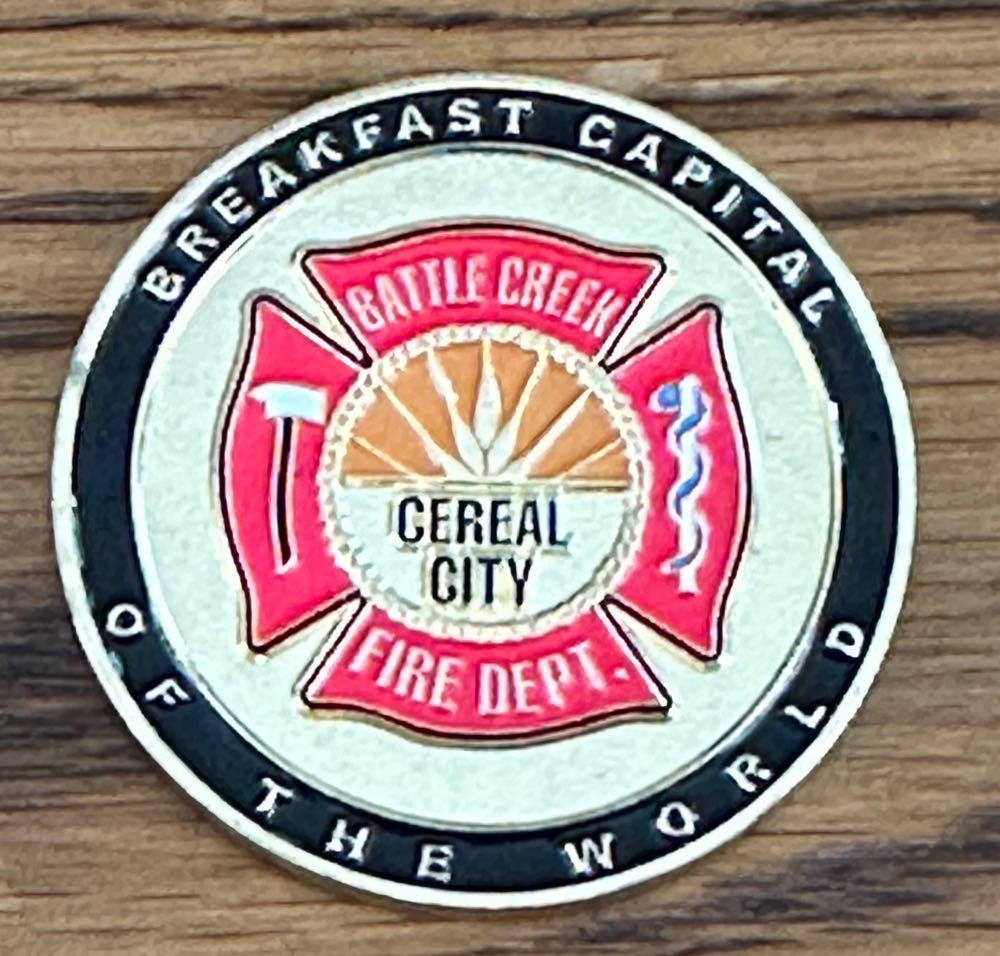 BREAKFAST CAPITAL
OF THE WORLD
BATTLE CREEK
CEREAL
CITY
FIRE DEPT.